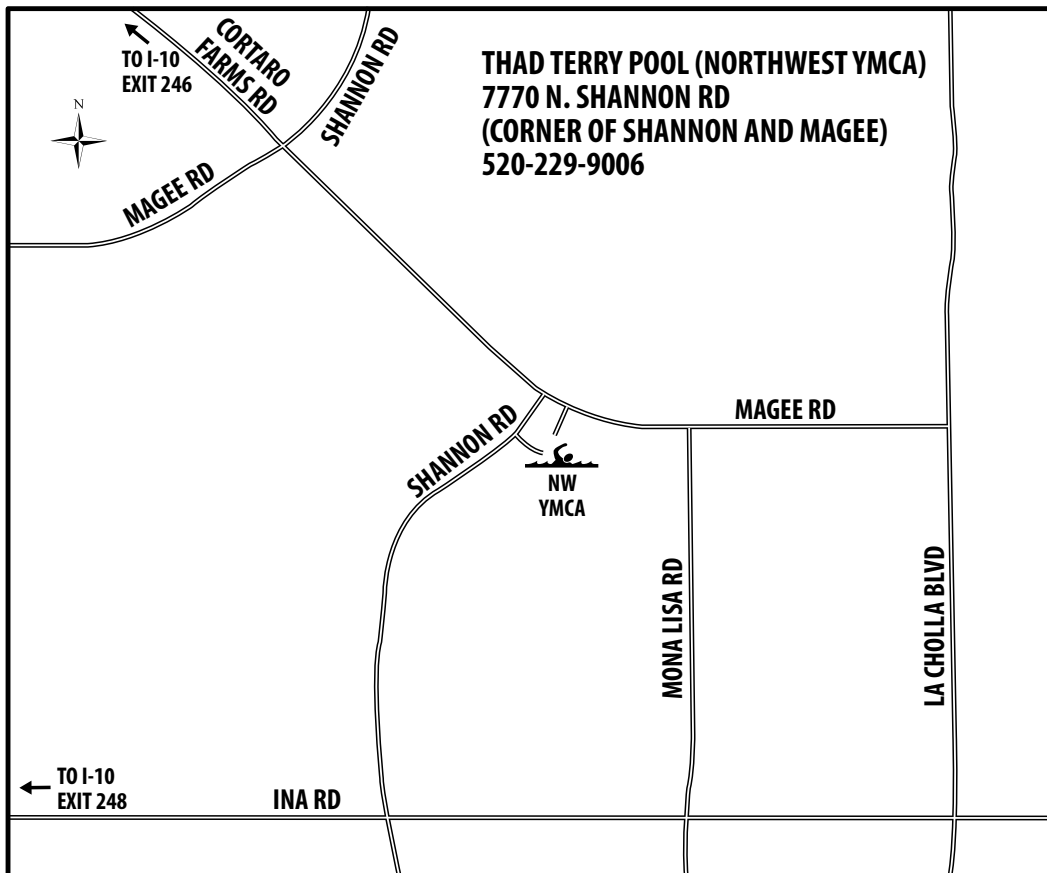 TO I-10
EXIT 246
CORTARO
FARMS RD
SHANNON RD
THAD TERRY POOL (NORTHWEST YMCA)
7770 N. SHANNON RD
(CORNER OF SHANNON AND MAGEE)
520-229-9006
N
MAGEE RD
MAGEE RD
SHANNON RD
NW
YMCA
MONA LISA RD
LA CHOLLA BLVD
TO I-10
EXIT 248
INA RD